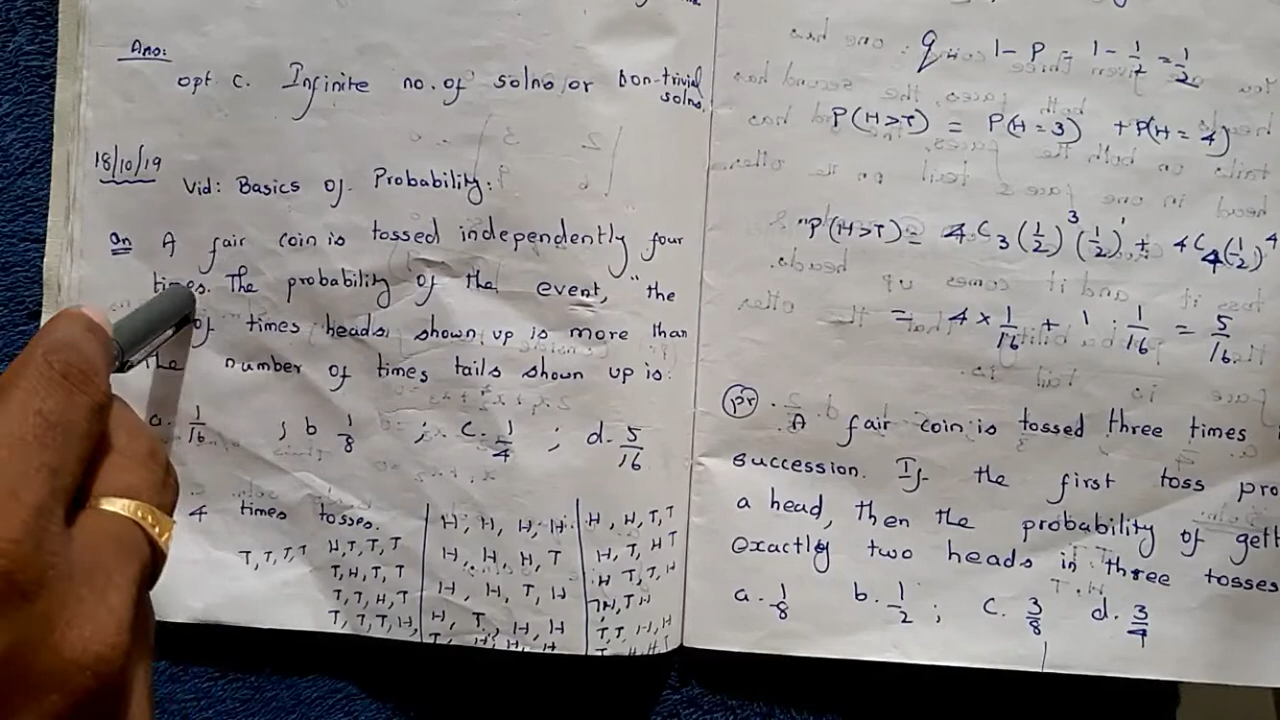 Ans:
opt c. Infinite no. of solns/or non-trivial
solns.
18/10/19
Vid: Basics of Probability:
Qn A fair coin is tossed independently four
times. The probability of the event, "the
of times heads shown up is more than
the number of times tails shown up is:
a. 1/16 ; b 1/8 ; c. 1/4 ; d. 5/16
4 times tosses.
T, T, T, T H, T, T, T
T, H, T, T
T, T, H, T
T, T, T, H,
H, H, H, H
H, H, H, T
H, H, T, H
H, T, H, H
T, H, H, H
H, H, T, T
H, T, H T
H T, T, H
T, T, H, H
q = 1 - P = 1 - 1/2 = 1/2
P(H>T) = P(H = 3) + P(H = 4)
P(H>T) = 4C3 (1/2)^3 (1/2)^1 + 4C4 (1/2)^4
= 4 × 1/16 + 1 . 1/16 = 5/16.
pr. A fair coin is tossed three times
succession. If the first toss pro
a head, then the probability of gett
exactly two heads in three tosses
a. 1/8 b. 1/2 ; c. 3/8 d. 3/4